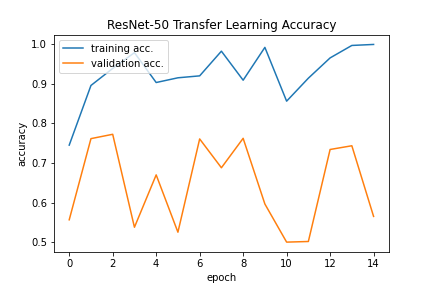 ResNet-50 Transfer Learning Accuracy
training acc.
validation acc.
accuracy
1.0
0.9
0.8
0.7
0.6
0.5
0 2 4 6 8 10 12 14
epoch